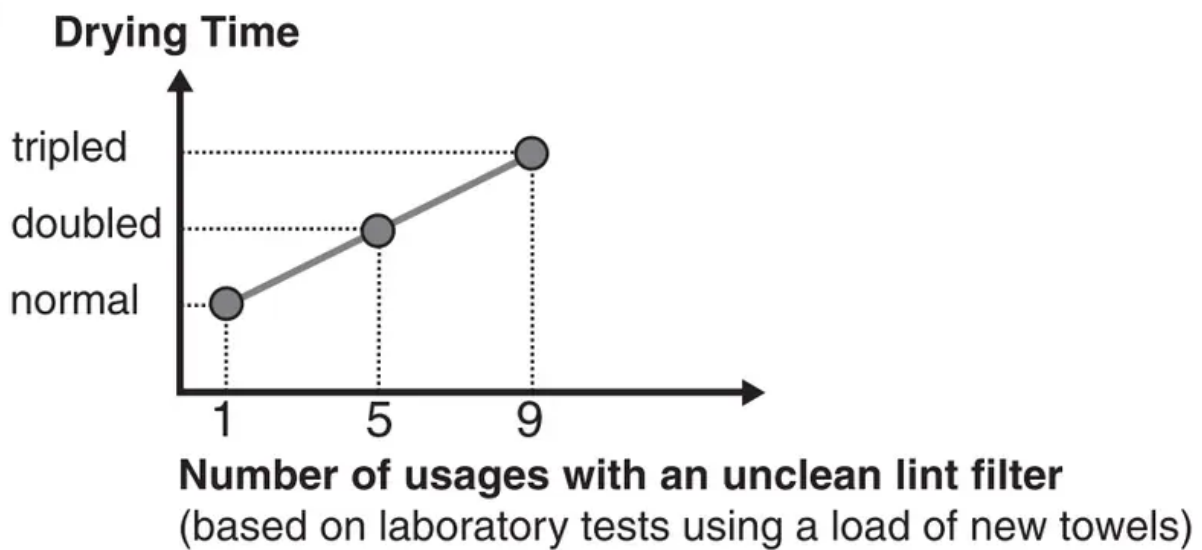 Drying Time
tripled
doubled
normal
1 5 9
Number of usages with an unclean lint filter
(based on laboratory tests using a load of new towels)